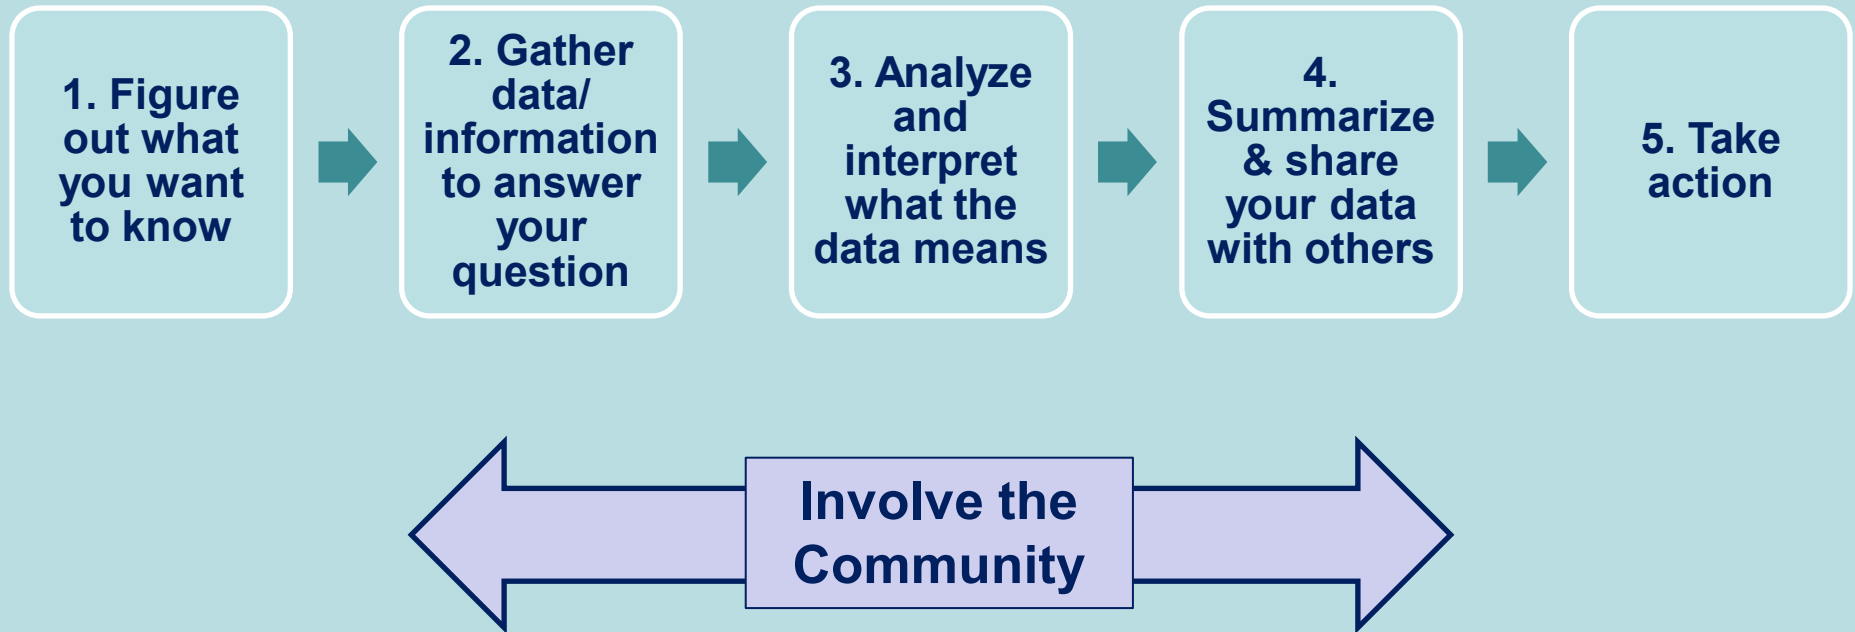 1. Figure
out what
you want
to know
2. Gather
data/
information
to answer
your
question
3. Analyze
and
interpret
what the
data means
4.
Summarize
& share
your data
with others
5. Take
action
Involve the
Community